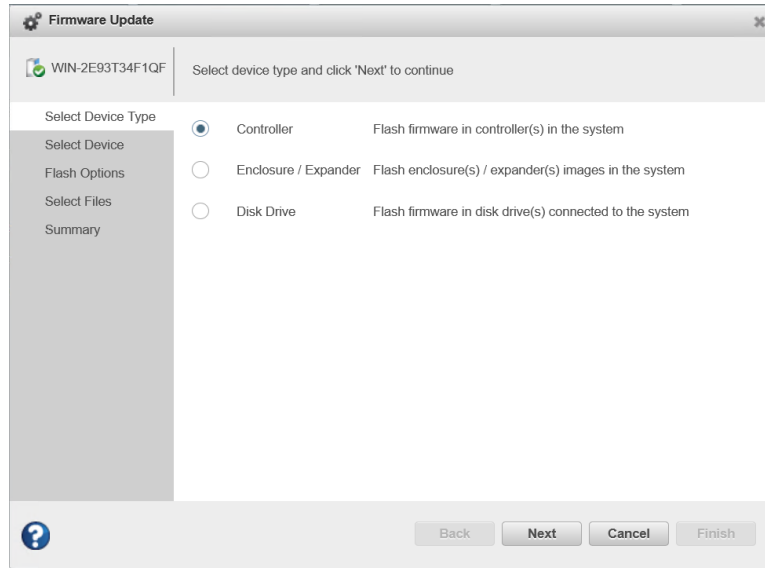 Firmware Update
WIN-2E93T34F1QF
Select device type and click 'Next' to continue
Select Device Type
Select Device
Flash Options
Select Files
Summary
Controller Flash firmware in controller(s) in the system
Enclosure / Expander Flash enclosure(s) / expander(s) images in the system
Disk Drive Flash firmware in disk drive(s) connected to the system
? Back Next Cancel Finish